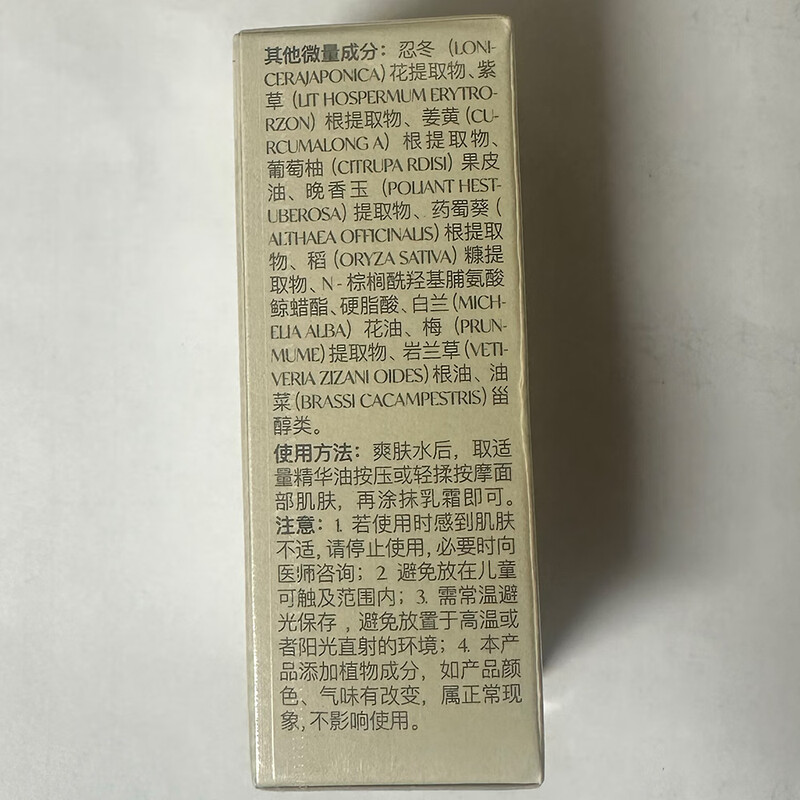 其他微量成分：忍冬（LONI-
CERAJAPONICA）花提取物、紫
草（LIT HOSPERMUM ERYTRO-
RZON）根提取物、姜黄（CU-
RCUMALONG A）根提取物、
葡萄柚（CITRUPA RDISI）果皮
油、晚香玉（POLIANT HEST-
UBEROSA）提取物、药蜀葵（
ALTHAEA OFFICINALIS）根提取
物、稻（ORYZA SATIVA）糠提
取物、N-棕榈酰羟基脯氨酸
鲸蜡酯、硬脂酸、白兰（MICH-
ELIA ALBA）花油、梅（PRUN-
MUME）提取物、岩兰草（VETI-
VERIA ZIZANI OIDES）根油、油
菜（BRASSI CACAMPESTRIS）甾
醇类。
使用方法：爽肤水后，取适
量精华油按压或轻揉按摩面
部肌肤，再涂抹乳霜即可。
注意：1. 若使用时感到肌肤
不适，请停止使用，必要时向
医师咨询；2. 避免放在儿童
可触及范围内；3. 需常温避
光保存，避免放置于高温或
者阳光直射的环境；4. 本产
品添加植物成分，如产品颜
色、气味有改变，属正常现
象，不影响使用。